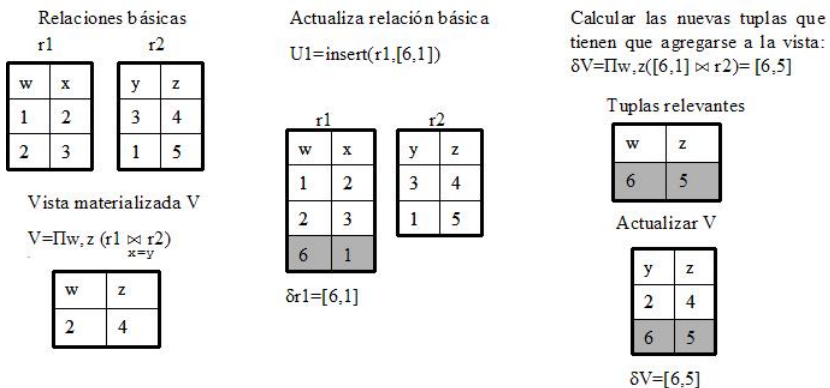 Relaciones básicas
r1 r2
w x
1 2
2 3
y z
3 4
1 5
Vista materializada V
V=Πw,z (r1 ⋈ r2)
x=y
w z
2 4
Actualiza relación básica
U1=insert(r1,[6,1])
r1 r2
w x
1 2
2 3
6 1
y z
3 4
1 5
δr1=[6,1]
Calcular las nuevas tuplas que
tienen que agregarse a la vista:
δV=Πw,z([6,1] ⋈ r2)= [6,5]
Tuplas relevantes
w z
6 5
Actualizar V
y z
2 4
6 5
δV=[6,5]